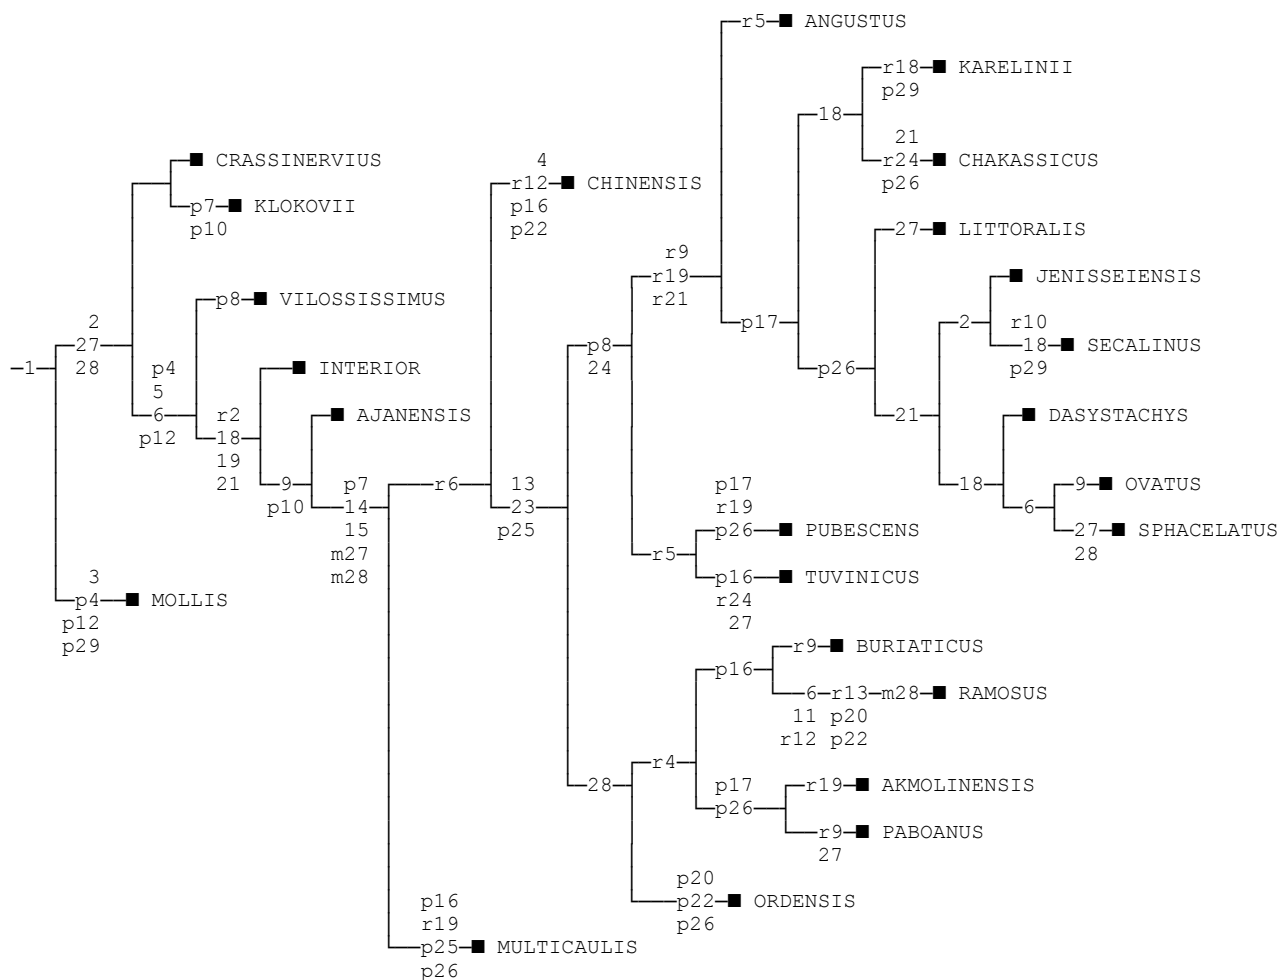 r5 ANGUSTUS
r18 KARELINII
p29
18
21
CRASSINERVIUS
4
r24 CHAKASSICUS
r12 CHINENSIS
p26
p7 KLOKOVII
p16
p10
p22
27 LITTORALIS
r9
r19
JENISSEIENSIS
p8 VILOSSISSIMUS
r21
2
p17
2
r10
27
p8
18 SECALINUS
1
28
p4
24
INTERIOR
p26
p29
5
6
r2
AJANENSIS
21
DASYSTACHYS
p12
18
19
21
9
p7
r6
13
p17
18
9 OVATUS
p10
14
23
r19
6
15
p25
p26 PUBESCENS
27 SPHACELATUS
m27
r5
28
m28
3
p16 TUVINICUS
p4 MOLLIS
r24
p12
27
p29
r9 BURIATICUS
p16
6 r13 m28 RAMOSUS
11 p20
r12 p22
r4
28
p17
r19 AKMOLINENSIS
p26
r9 PABOANUS
27
p20
p16
p22 ORDENSIS
r19
p26
p25 MULTICAULIS
p26